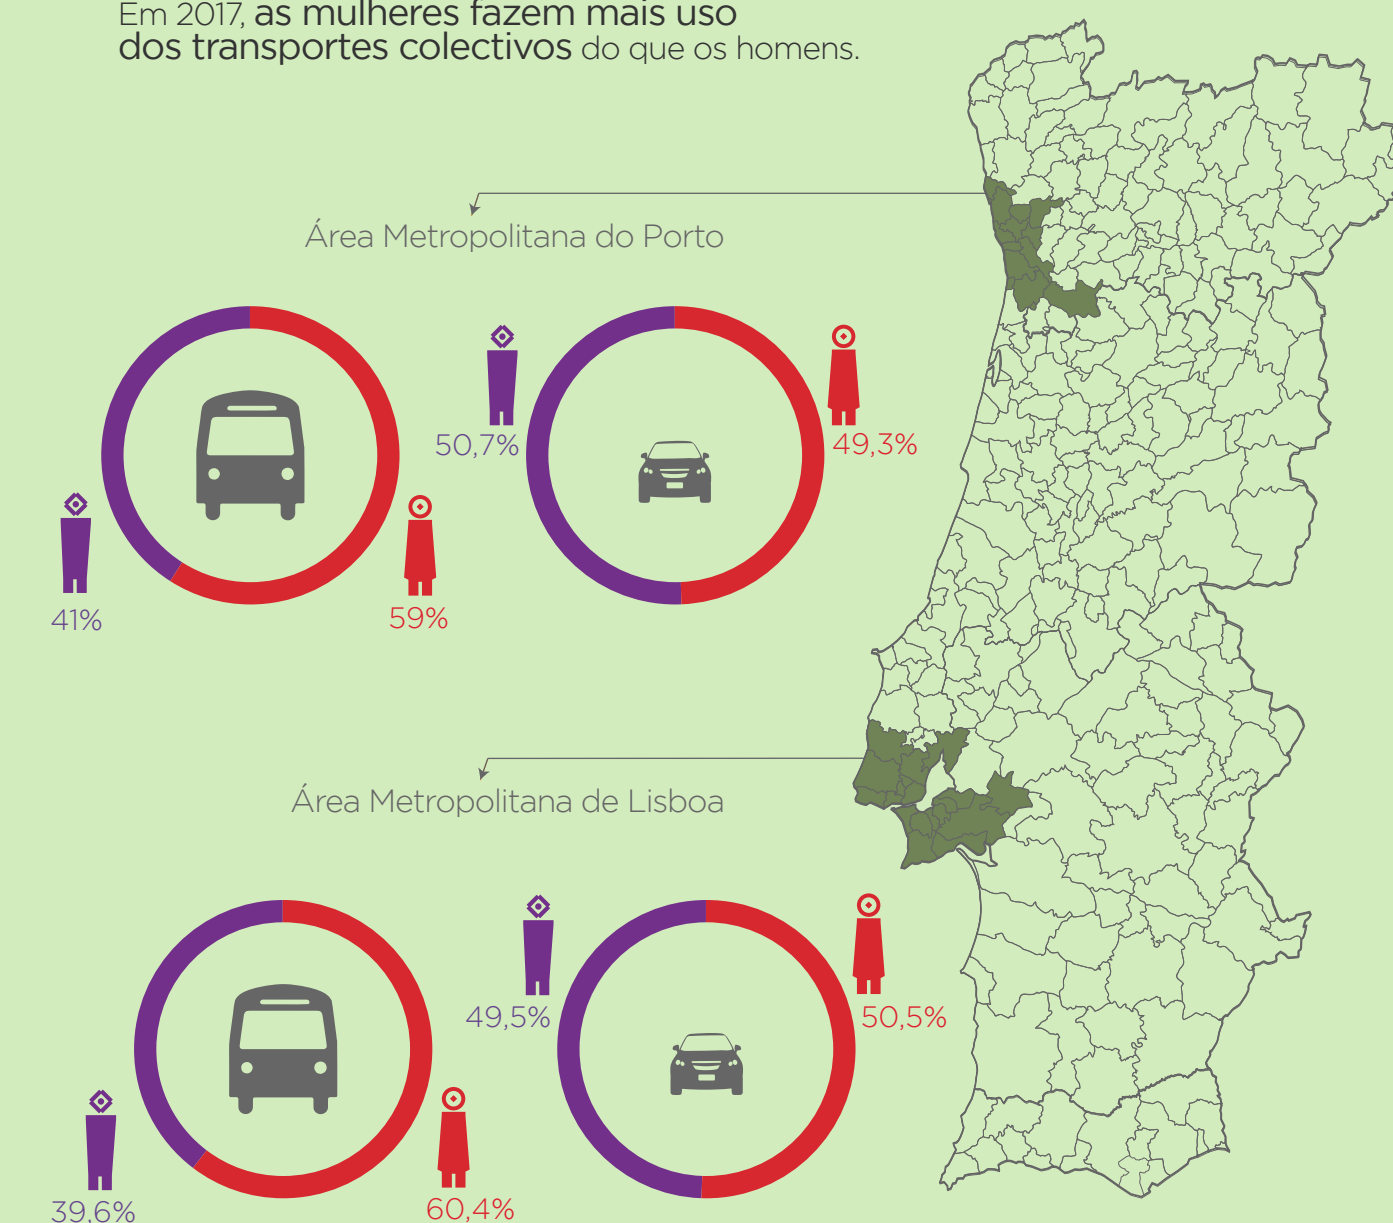 Em 2017, as mulheres fazem mais uso
dos transportes colectivos do que os homens.
Área Metropolitana do Porto
50,7%
49,3%
41%
59%
Área Metropolitana de Lisboa
49,5%
50,5%
39,6%
60,4%